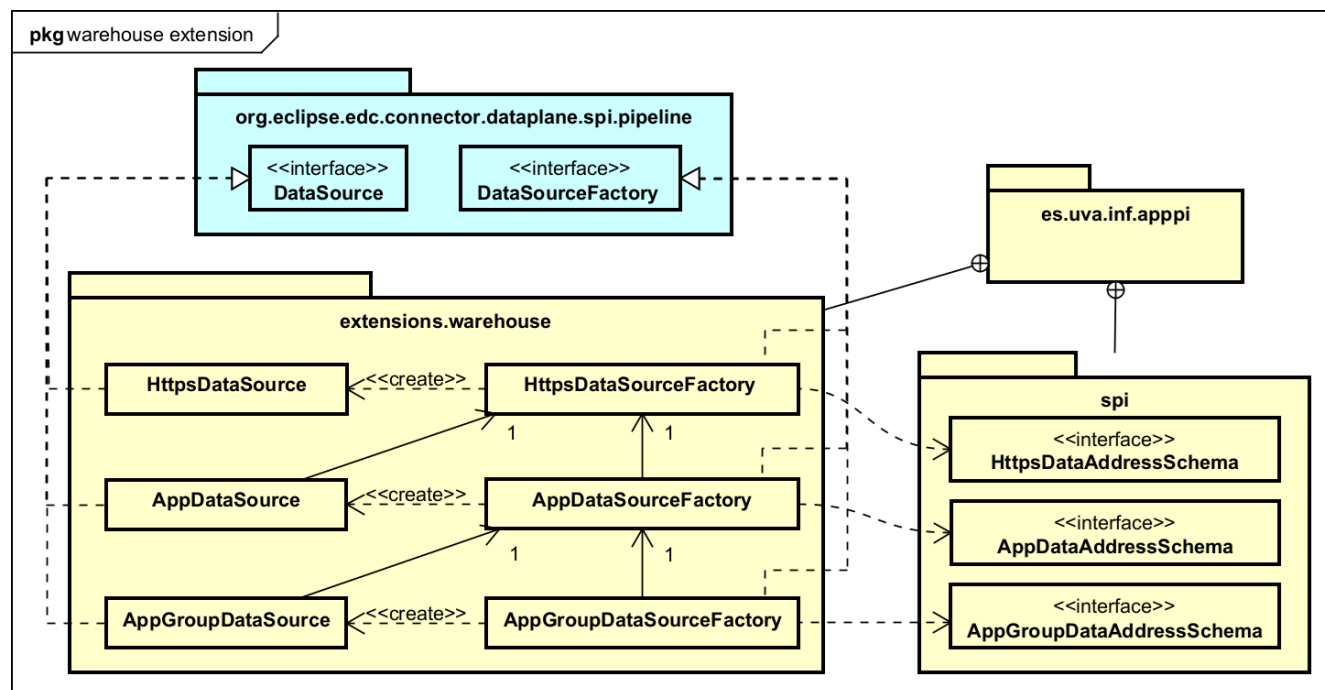 pkg warehouse extension
org.eclipse.edc.connector.dataplane.spi.pipeline
<<interface>>
DataSource
<<interface>>
DataSourceFactory
es.uva.inf.apppi
extensions.warehouse
HttpsDataSource
<<create>>
HttpsDataSourceFactory
1
1
AppDataSource
<<create>>
AppDataSourceFactory
1
1
AppGroupDataSource
<<create>>
AppGroupDataSourceFactory
spi
<<interface>>
HttpsDataAddressSchema
<<interface>>
AppDataAddressSchema
<<interface>>
AppGroupDataAddressSchema